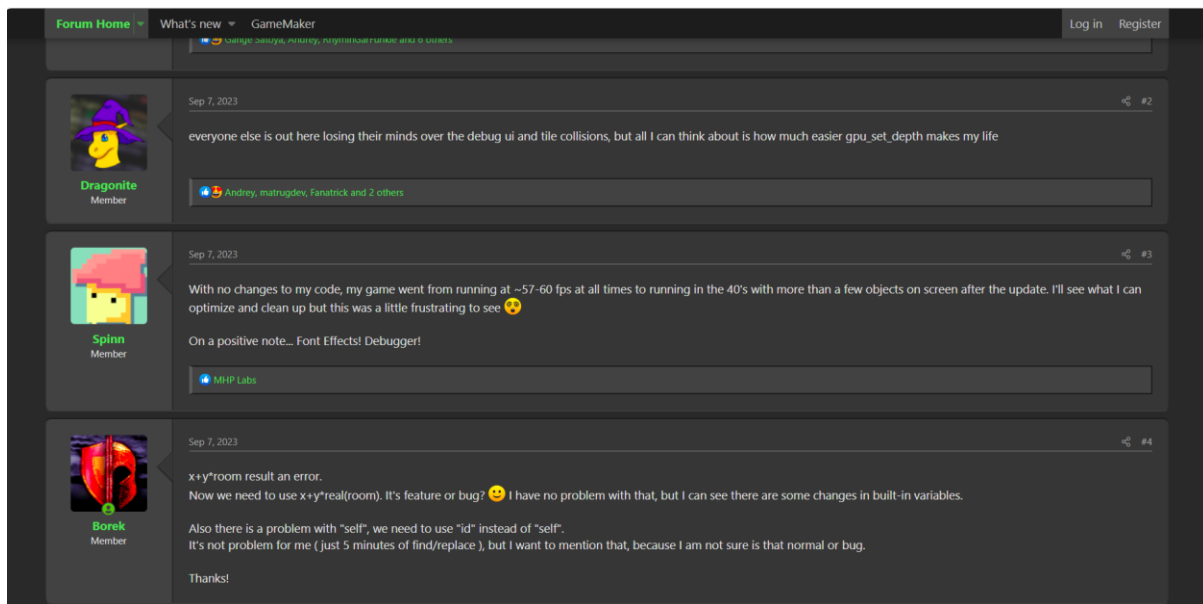 Forum Home What's new GameMaker Log in Register
Andrey, RhyminGarFunkle and 6 others
Sep 7, 2023 #2
everyone else is out here losing their minds over the debug ui and tile collisions, but all I can think about is how much easier gpu_set_depth makes my life
Dragonite
Member
Andrey, matrugdev, Fanatrick and 2 others
Sep 7, 2023 #3
With no changes to my code, my game went from running at ~57-60 fps at all times to running in the 40's with more than a few objects on screen after the update. I'll see what I can
optimize and clean up but this was a little frustrating to see
On a positive note... Font Effects! Debugger!
Spinn
Member
MHP Labs
Sep 7, 2023 #4
x+y*room result an error.
Now we need to use x+y*real(room). It's feature or bug? I have no problem with that, but I can see there are some changes in built-in variables.
Also there is a problem with "self", we need to use "id" instead of "self".
It's not problem for me ( just 5 minutes of find/replace ), but I want to mention that, because I am not sure is that normal or bug.
Thanks!
Borek
Member